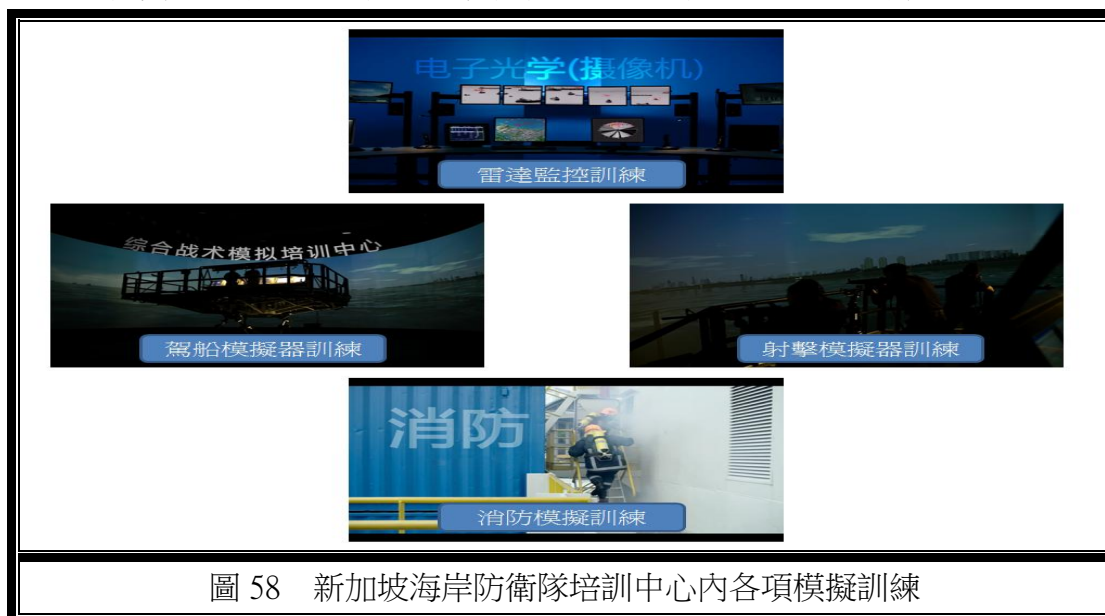 电子光学(摄像机)
雷達監控訓練
综合战术模拟培训中心
駕船模擬器訓練
射擊模擬器訓練
消防
消防模擬訓練
圖 58 新加坡海岸防衛隊培訓中心內各項模擬訓練